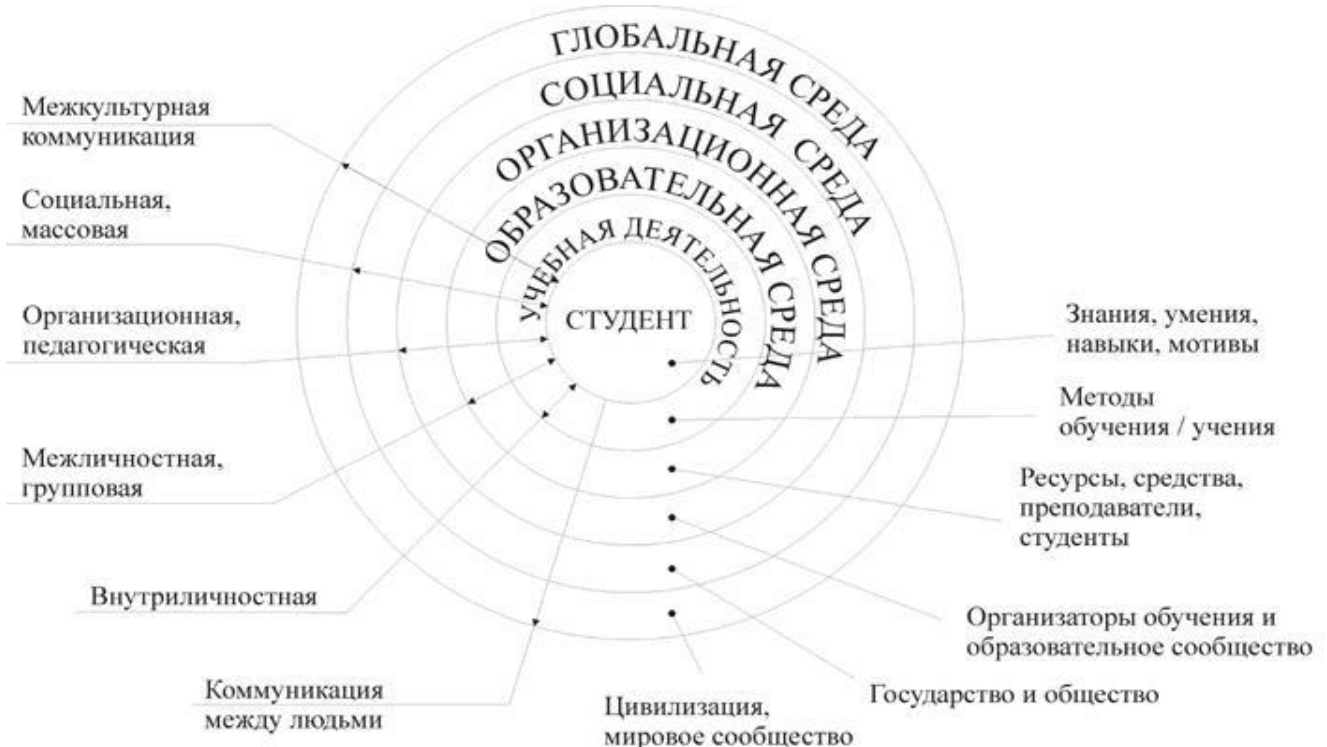 ГЛОБАЛЬНАЯ СРЕДА
СОЦИАЛЬНАЯ СРЕДА
ОРГАНИЗАЦИОННАЯ СРЕДА
ОБРАЗОВАТЕЛЬНАЯ СРЕДА
УЧЕБНАЯ ДЕЯТЕЛЬНОСТЬ
СТУДЕНТ
Межкультурная
коммуникация
Социальная,
массовая
Организационная,
педагогическая
Межличностная,
групповая
Внутриличностная
Коммуникация
между людьми
Знания, умения,
навыки, мотивы
Методы
обучения / учения
Ресурсы, средства,
преподаватели,
студенты
Организаторы обучения и
образовательное сообщество
Государство и общество
Цивилизация,
мировое сообщество